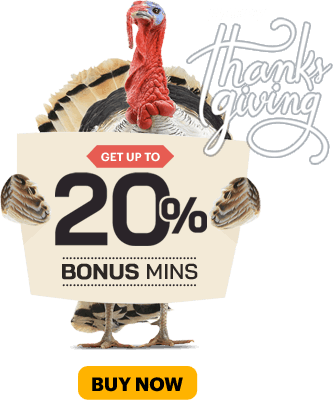 thanks
giving
GET UP TO
20%
BONUS MINS
BUY NOW